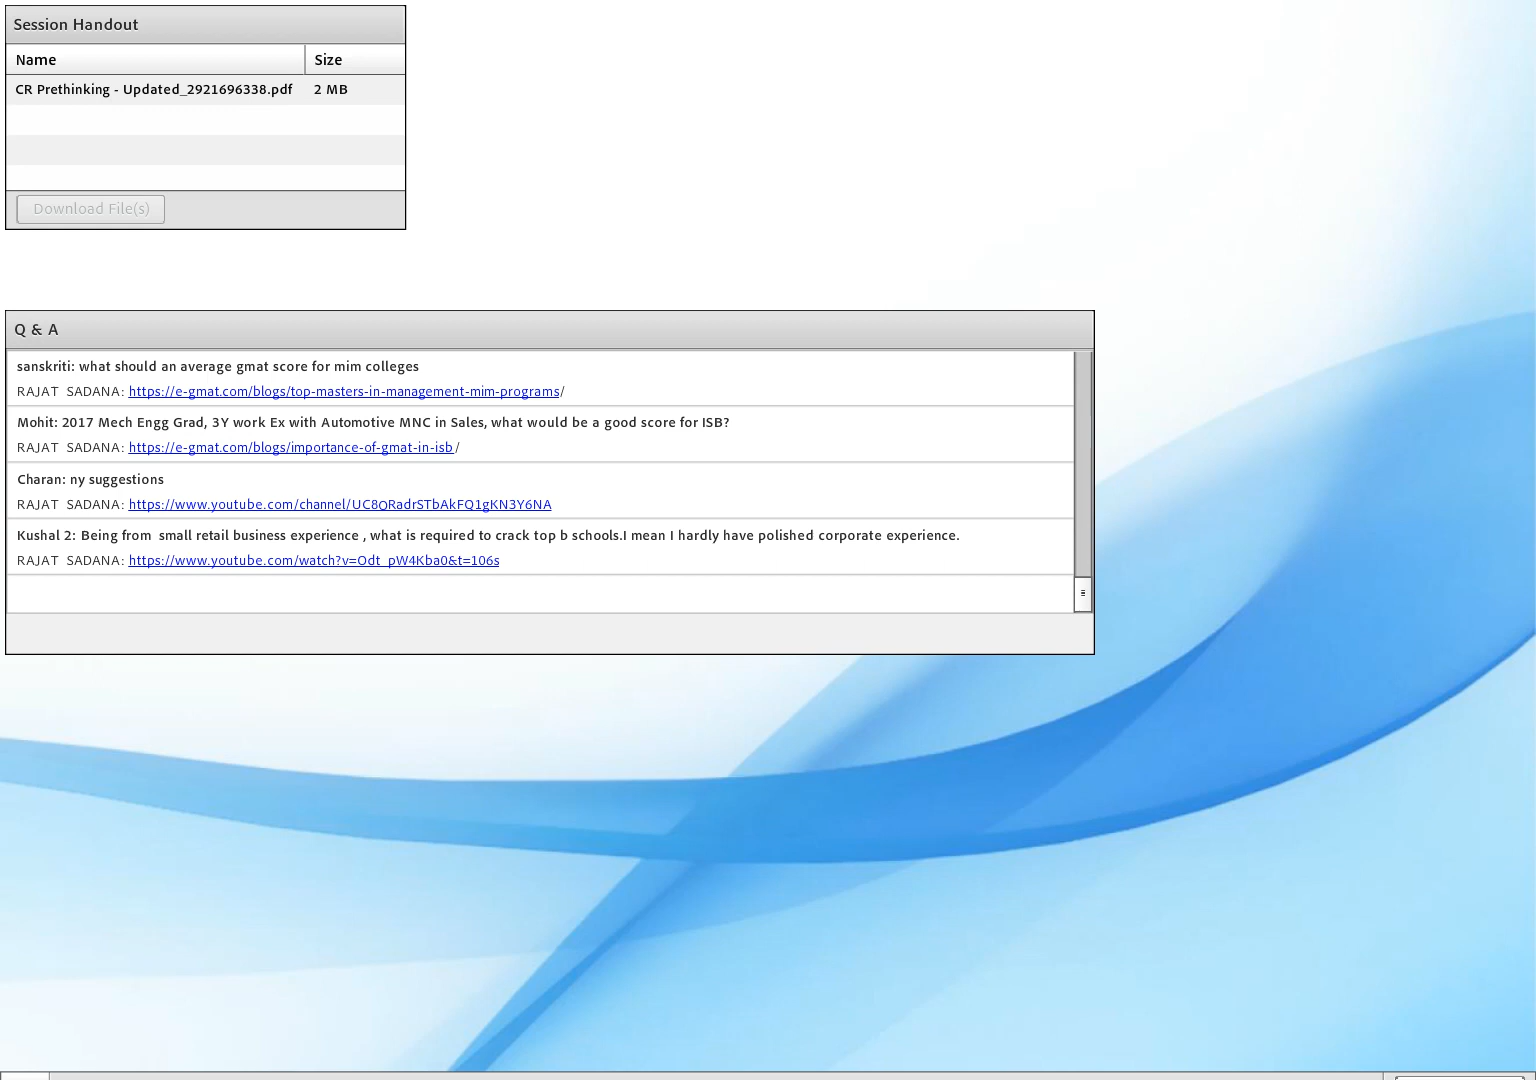 Session Handout
Name Size
CR Prethinking - Updated_2921696338.pdf 2 MB
Download File(s)
Q & A
sanskriti: what should an average gmat score for mim colleges
RAJAT SADANA: https://e-gmat.com/blogs/top-masters-in-management-mim-programs/
Mohit: 2017 Mech Engg Grad, 3Y work Ex with Automotive MNC in Sales, what would be a good score for ISB?
RAJAT SADANA: https://e-gmat.com/blogs/importance-of-gmat-in-isb/
Charan: ny suggestions
RAJAT SADANA: https://www.youtube.com/channel/UC8QRadrSTbAkFQ1gKN3Y6NA
Kushal 2: Being from small retail business experience , what is required to crack top b schools.I mean I hardly have polished corporate experience.
RAJAT SADANA: https://www.youtube.com/watch?v=Odt_pW4Kba0&t=106s